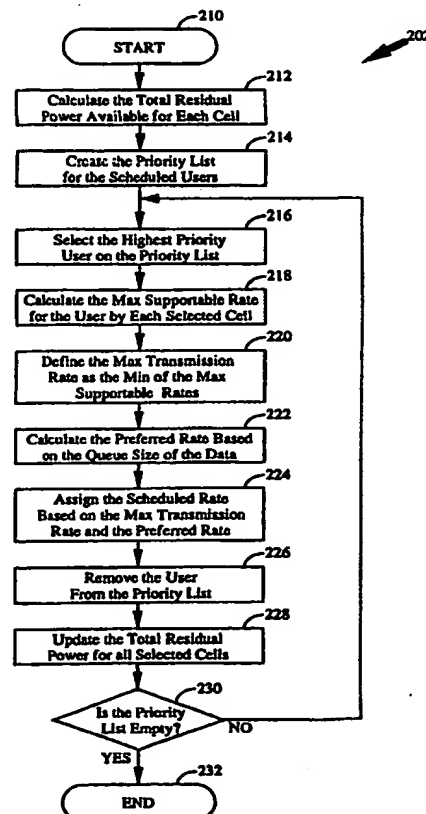 210
START
202
212
Calculate the Total Residual
Power Available for Each Cell
214
Create the Priority List
for the Scheduled Users
216
Select the Highest Priority
User on the Priority List
218
Calculate the Max Supportable Rate
for the User by Each Selected Cell
220
Define the Max Transmission
Rate as the Min of the Max
Supportable Rates
222
Calculate the Preferred Rate Based
on the Queue Size of the Data
224
Assign the Scheduled Rate
Based on the Max Transmission
Rate and the Preferred Rate
226
Remove the User
From the Priority List
228
Update the Total Residual
Power for all Selected Cells
230
Is the Priority
List Empty?
NO
YES
232
END